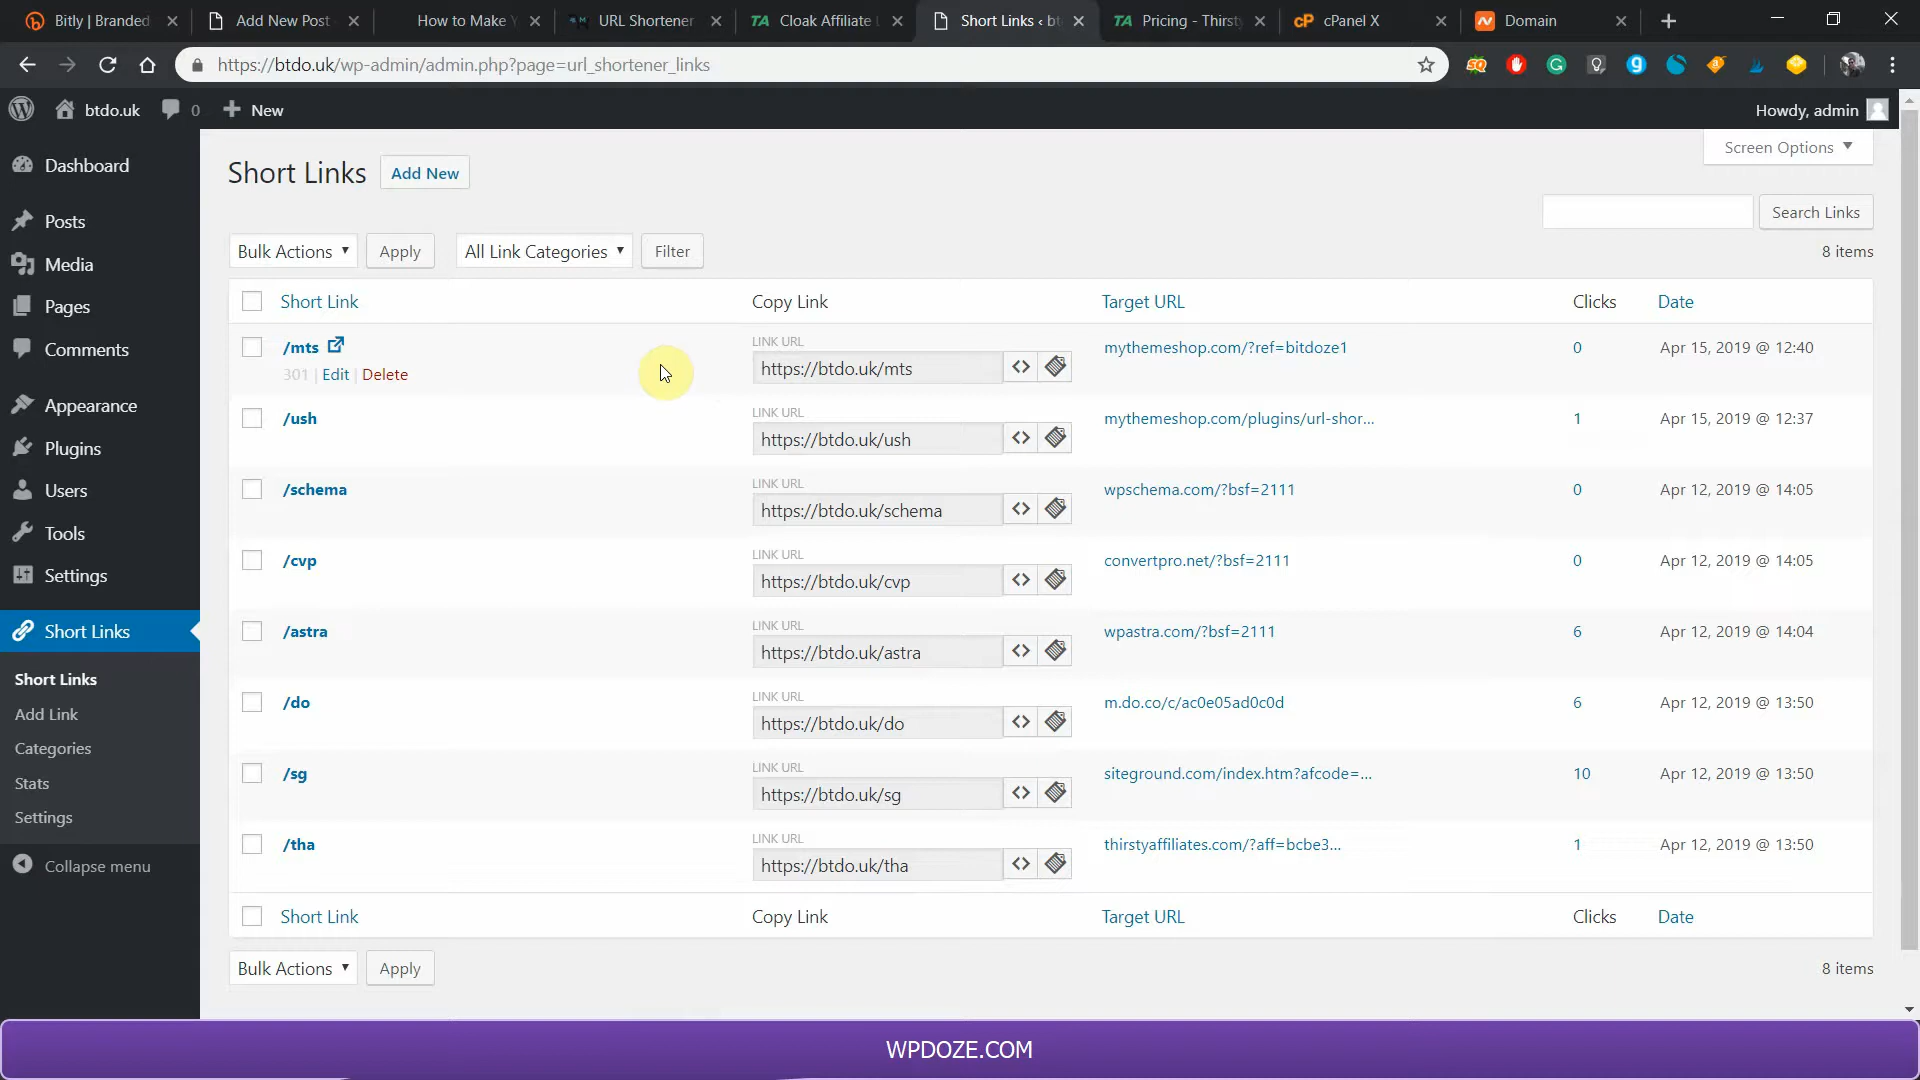 Bitly | Branded
Add New Post
How to Make Y
URL Shortener
TA Cloak Affiliate L
Short Links ‹ bt
TA Pricing - Thirsty
cP cPanel X
Domain
https://btdo.uk/wp-admin/admin.php?page=url_shortener_links
btdo.uk
0
New
Howdy, admin
Dashboard
Posts
Media
Pages
Comments
Appearance
Plugins
Users
Tools
Settings
Short Links
Short Links
Add Link
Categories
Stats
Settings
Collapse menu
Short Links
Add New
Screen Options
Search Links
Bulk Actions
Apply
All Link Categories
Filter
8 items
Short Link Copy Link Target URL Clicks Date
/mts
301 | Edit | Delete
LINK URL
https://btdo.uk/mts
mythemeshop.com/?ref=bitdoze1
0
Apr 15, 2019 @ 12:40
/ush
LINK URL
https://btdo.uk/ush
mythemeshop.com/plugins/url-shor...
1
Apr 15, 2019 @ 12:37
/schema
LINK URL
https://btdo.uk/schema
wpschema.com/?bsf=2111
0
Apr 12, 2019 @ 14:05
/cvp
LINK URL
https://btdo.uk/cvp
convertpro.net/?bsf=2111
0
Apr 12, 2019 @ 14:05
/astra
LINK URL
https://btdo.uk/astra
wpastra.com/?bsf=2111
6
Apr 12, 2019 @ 14:04
/do
LINK URL
https://btdo.uk/do
m.do.co/c/ac0e05ad0c0d
6
Apr 12, 2019 @ 13:50
/sg
LINK URL
https://btdo.uk/sg
siteground.com/index.htm?afcode=...
10
Apr 12, 2019 @ 13:50
/tha
LINK URL
https://btdo.uk/tha
thirstyaffiliates.com/?aff=bcbe3...
1
Apr 12, 2019 @ 13:50
Short Link Copy Link Target URL Clicks Date
Bulk Actions
Apply
8 items
WPDOZE.COM